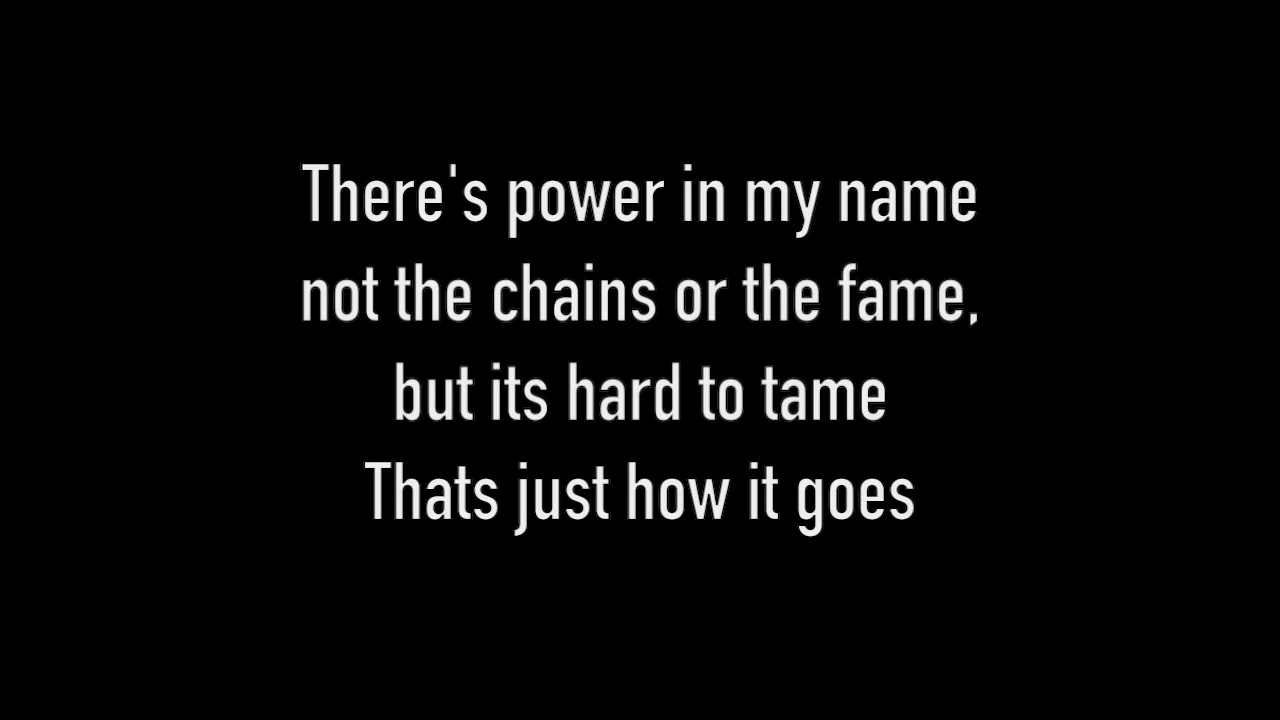 There's power in my name
not the chains or the fame,
but its hard to tame
Thats just how it goes